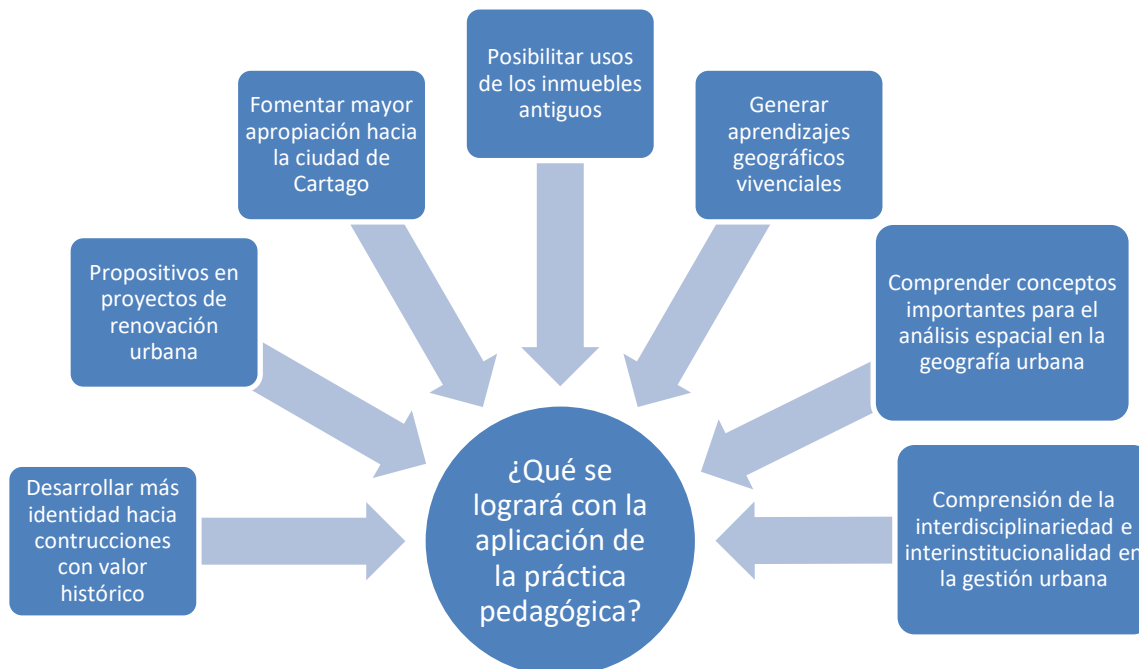 Desarrollar más
identidad hacia
contrucciones
con valor
histórico
Propositivos en
proyectos de
renovación
urbana
Fomentar mayor
apropiación hacia
la ciudad de
Cartago
Posibilitar usos
de los inmuebles
antiguos
Generar
aprendizajes
geográficos
vivenciales
Comprender conceptos
importantes para el
análisis espacial en la
geografía urbana
Comprensión de la
interdisciplinariedad e
interinstitucionalidad en
la gestión urbana
¿Qué se
logrará con la
aplicación de
la práctica
pedagógica?